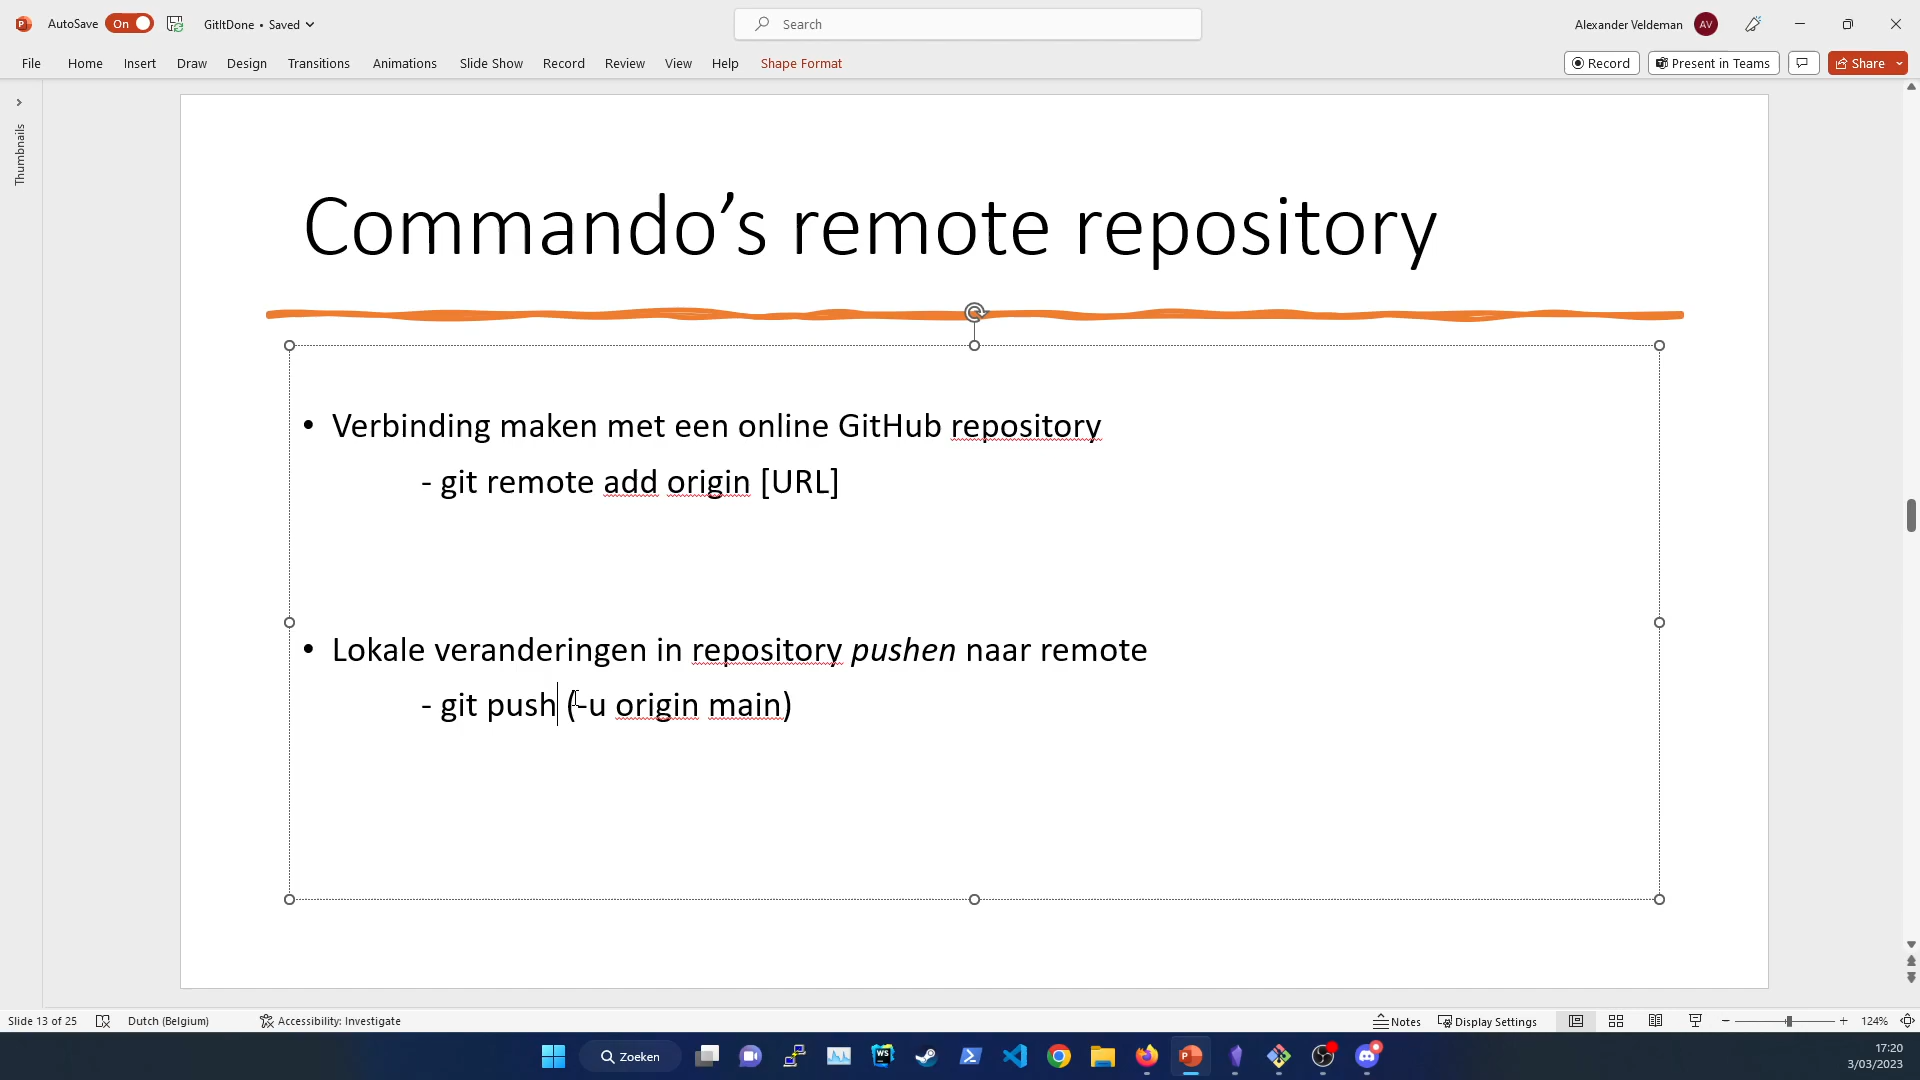 AutoSave On GitItDone • Saved Search Alexander Veldeman AV
File Home Insert Draw Design Transitions Animations Slide Show Record Review View Help Shape Format Record Present in Teams Share
Thumbnails
Commando’s remote repository
• Verbinding maken met een online GitHub repository
- git remote add origin [URL]
• Lokale veranderingen in repository pushen naar remote
- git push (-u origin main)
Slide 13 of 25 Dutch (Belgium) Accessibility: Investigate Notes Display Settings 124%
Zoeken 17:20
3/03/2023